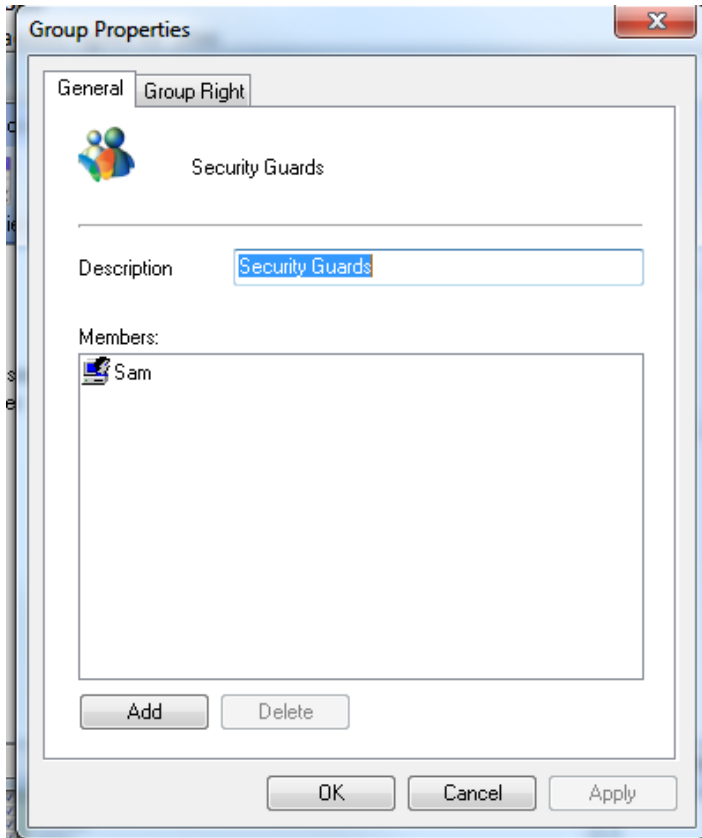 Group Properties
General Group Right
Security Guards
Description Security Guards
Members:
Sam
Add Delete
OK Cancel Apply